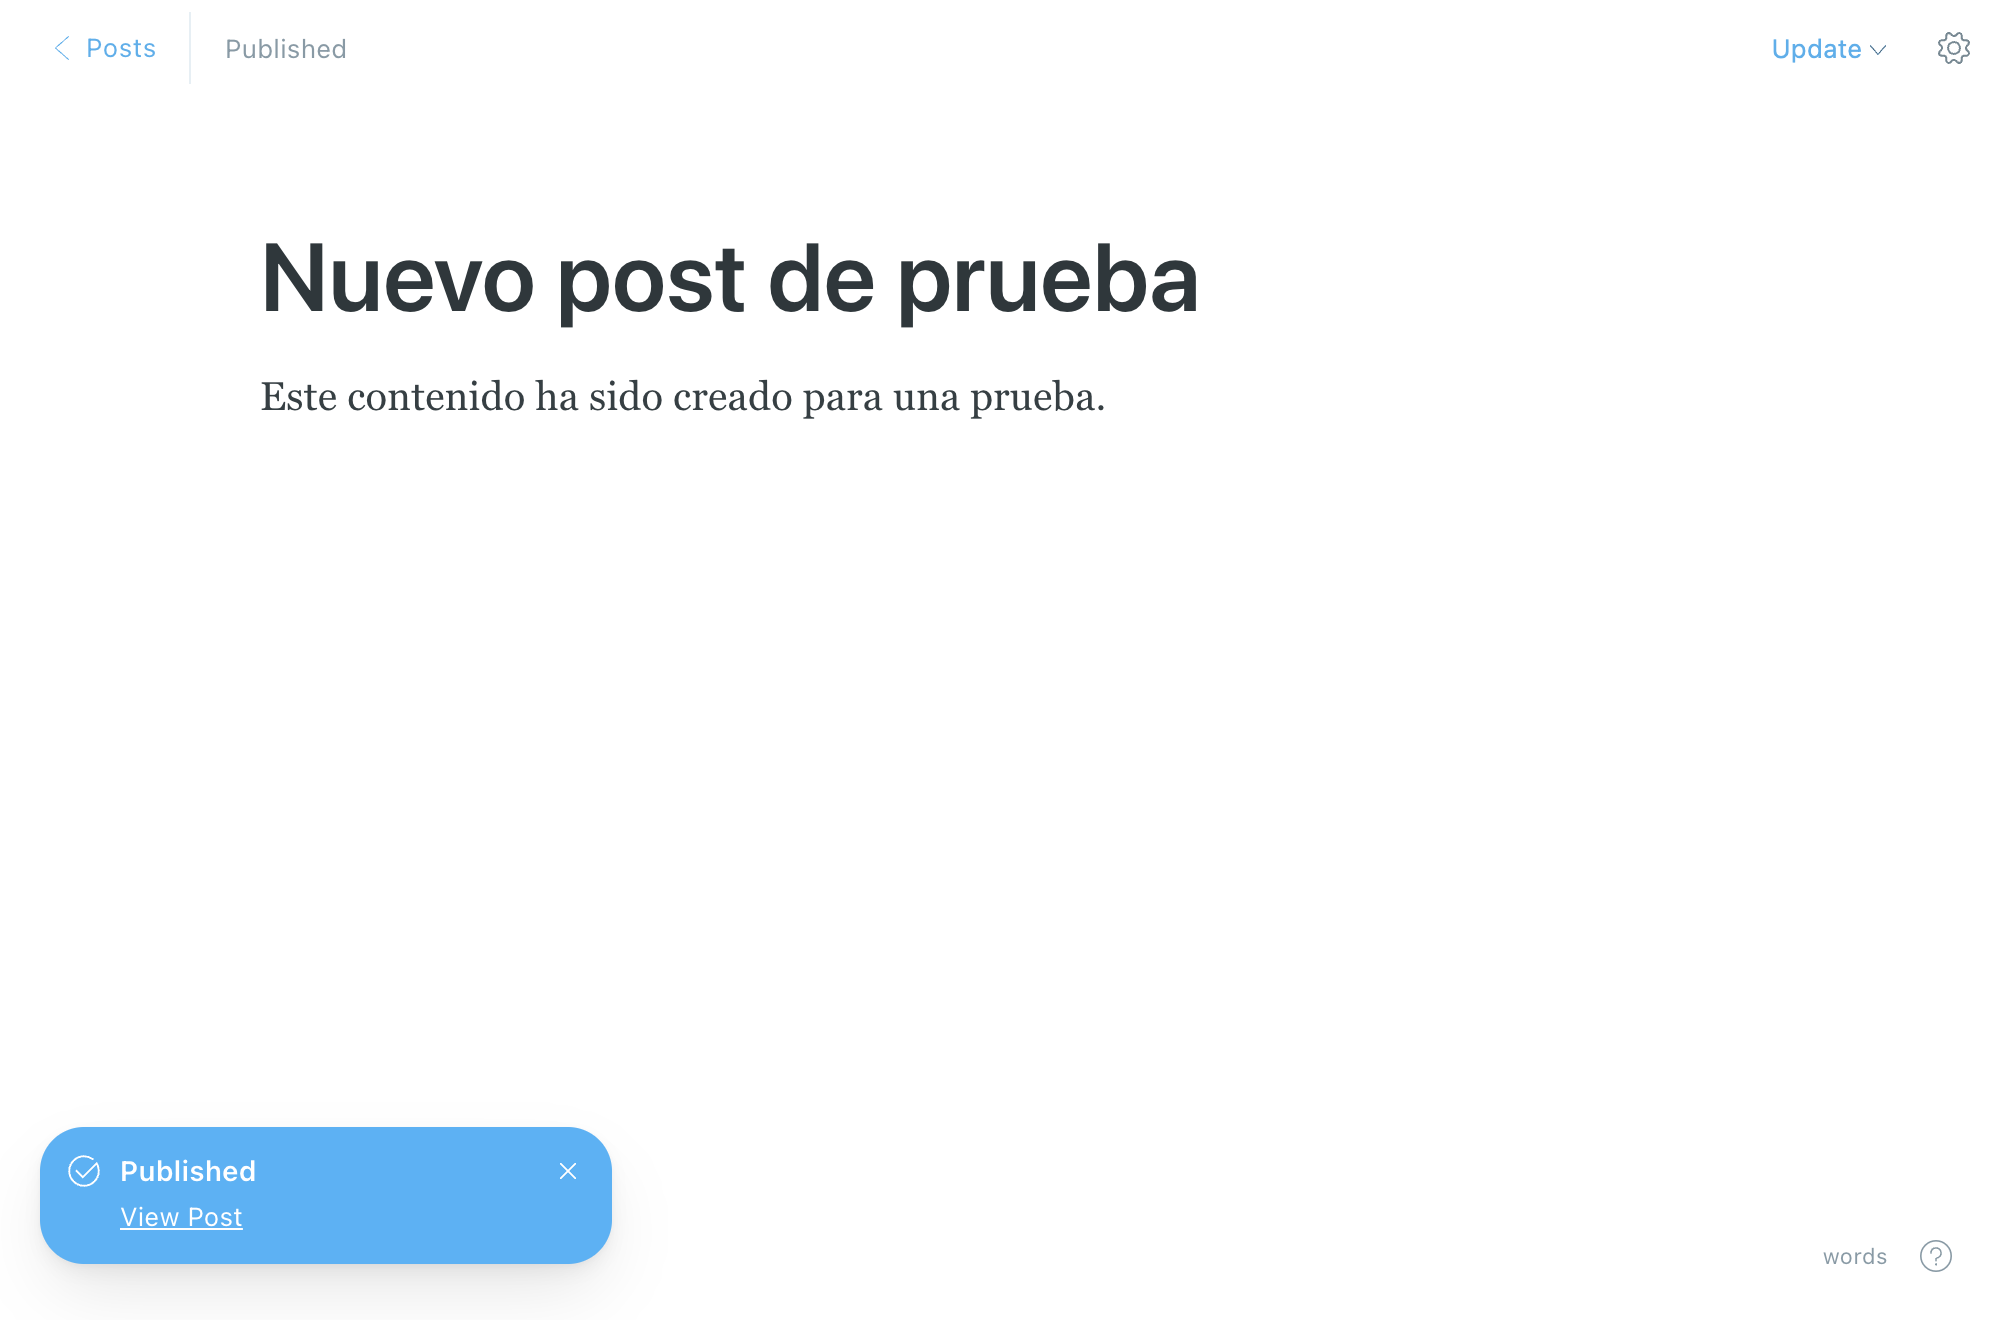 Posts
Published
Update
Nuevo post de prueba
Este contenido ha sido creado para una prueba.
Published
View Post
words
?